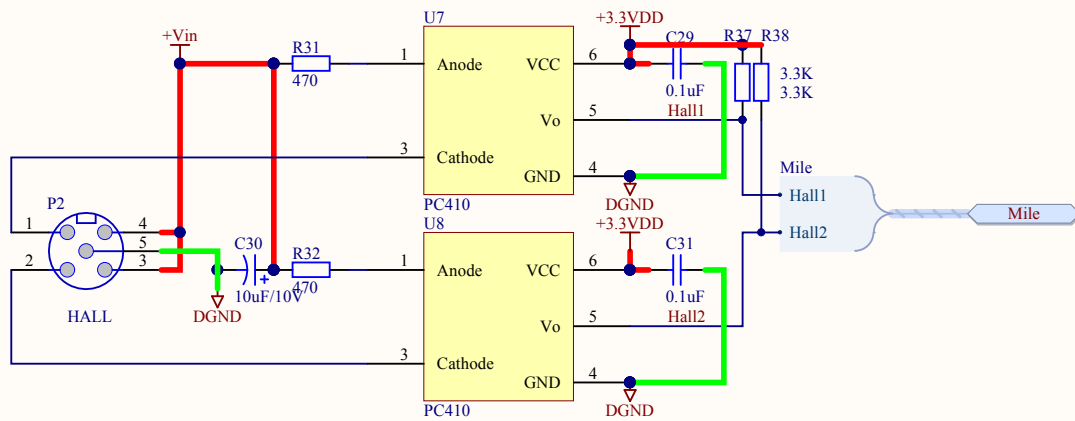 U7
+3.3VDD
+Vin
C29
R37
R38
R31
1
Anode
VCC
6
470
0.1uF
3.3K
3.3K
Hall1
Vo
5
3
Cathode
Mile
GND
4
Hall1
P2
PC410
DGND
Mile
1
4
U8
+3.3VDD
Hall2
5
C30
C31
2
3
R32
1
Anode
VCC
6
10uF/10V
+
470
0.1uF
HALL
DGND
Hall2
Vo
5
3
Cathode
GND
4
PC410
DGND